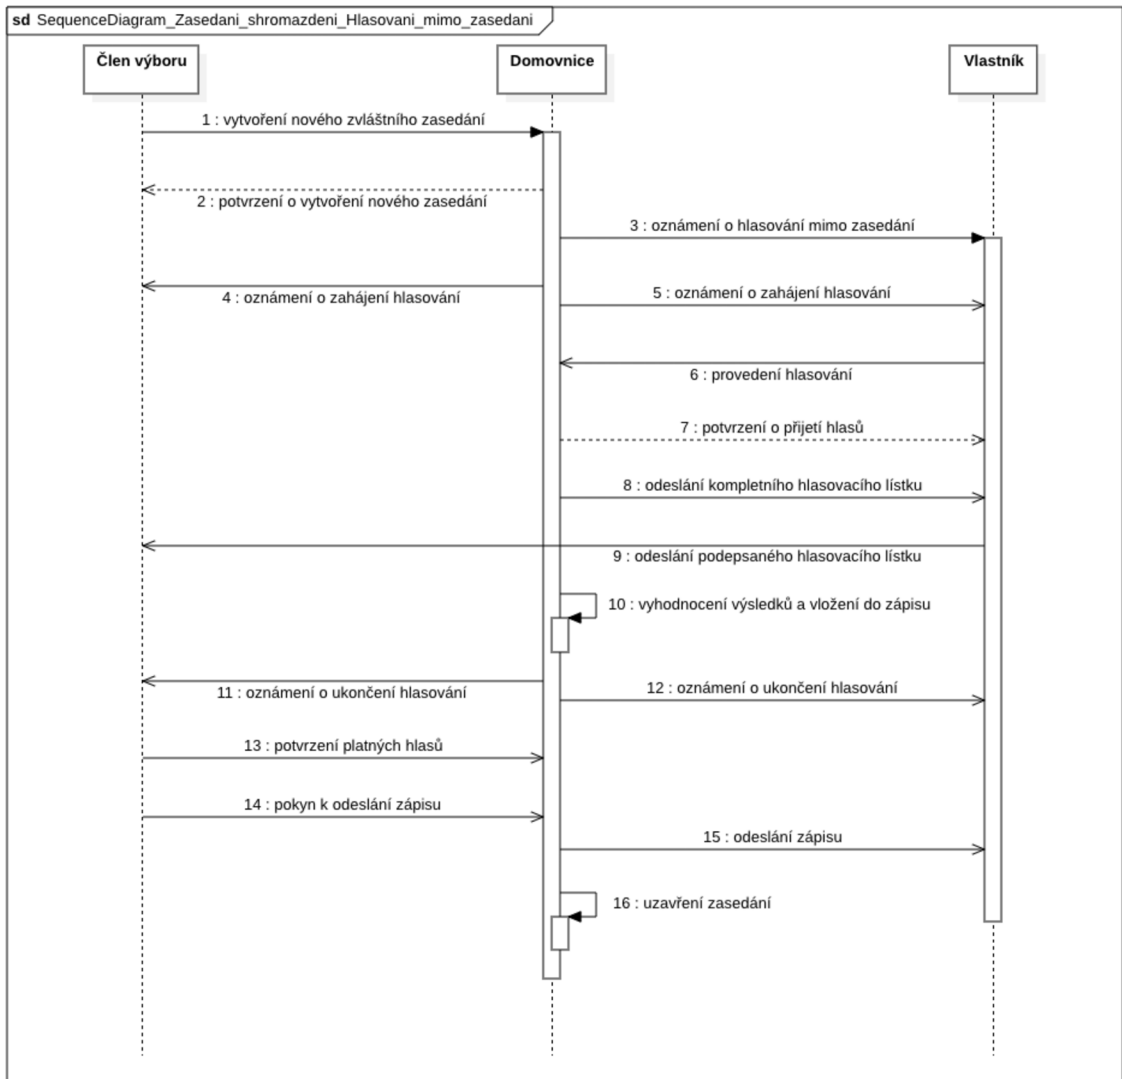 sd SequenceDiagram_Zasedani_shromazdeni_Hlasovani_mimo_zasedani
Člen výboru
Domovnice
Vlastník
1 : vytvoření nového zvláštního zasedání
2 : potvrzení o vytvoření nového zasedání
3 : oznámení o hlasování mimo zasedání
4 : oznámení o zahájení hlasování
5 : oznámení o zahájení hlasování
6 : provedení hlasování
7 : potvrzení o přijetí hlasů
8 : odeslání kompletního hlasovacího lístku
9 : odeslání podepsaného hlasovacího lístku
10 : vyhodnocení výsledků a vložení do zápisu
11 : oznámení o ukončení hlasování
12 : oznámení o ukončení hlasování
13 : potvrzení platných hlasů
14 : pokyn k odeslání zápisu
15 : odeslání zápisu
16 : uzavření zasedání